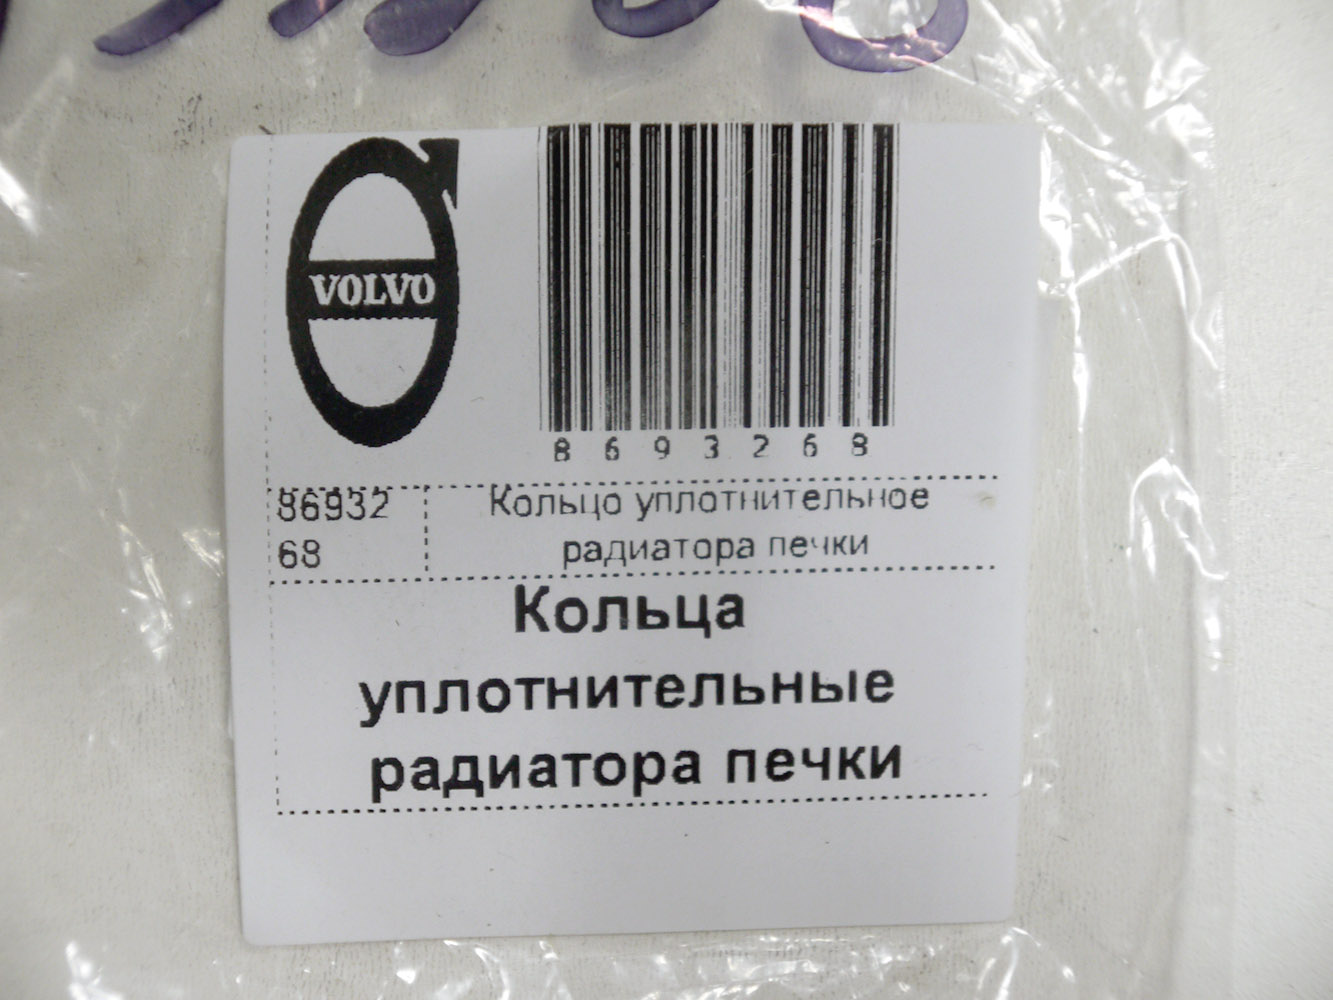 VOLVO
8693268
86932
68
Кольцо уплотнительное
радиатора печки
Кольца
уплотнительные
радиатора печки